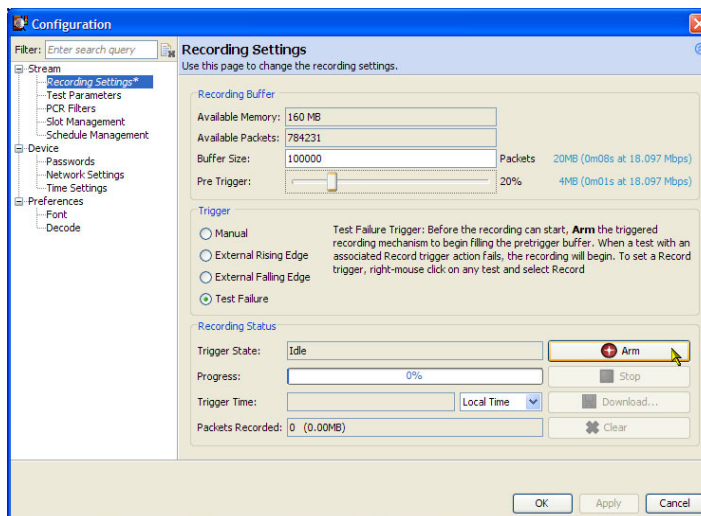 Configuration
Filter: Enter search query
Stream
Recording Settings*
Test Parameters
PCR Filters
Slot Management
Schedule Management
Device
Passwords
Network Settings
Time Settings
Preferences
Font
Decode
Recording Settings
Use this page to change the recording settings.
Recording Buffer
Available Memory: 160 MB
Available Packets: 784231
Buffer Size: 100000 Packets 20MB (0m08s at 18.097 Mbps)
Pre Trigger: 20% 4MB (0m01s at 18.097 Mbps)
Trigger
Manual
External Rising Edge
External Falling Edge
Test Failure
Test Failure Trigger: Before the recording can start, Arm the triggered
recording mechanism to begin filling the pretrigger buffer. When a test with an
associated Record trigger action fails, the recording will begin. To set a Record
trigger, right-mouse click on any test and select Record
Recording Status
Trigger State: Idle Arm
Progress: 0% Stop
Trigger Time: Local Time Download...
Packets Recorded: 0 (0.00MB) Clear
OK Apply Cancel